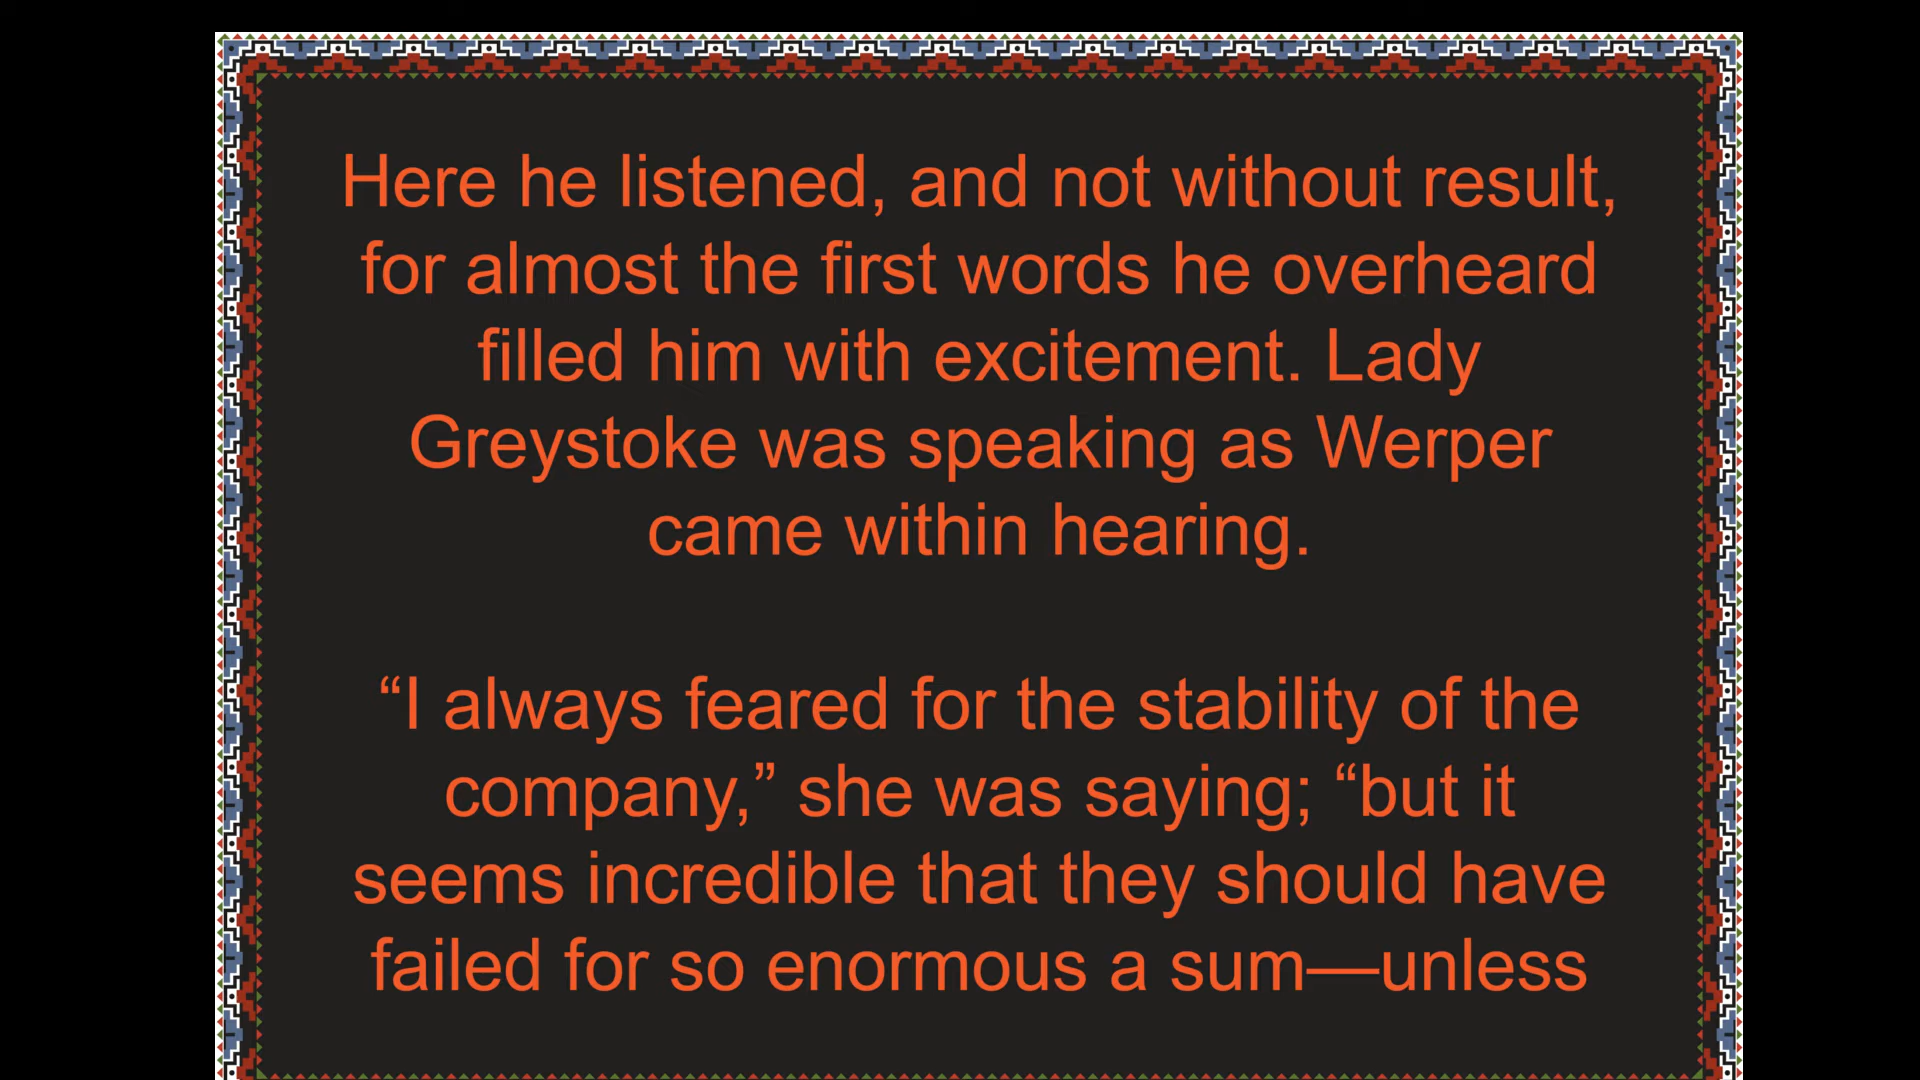 Here he listened, and not without result,
for almost the first words he overheard
filled him with excitement. Lady
Greystoke was speaking as Werper
came within hearing.
“I always feared for the stability of the
company,” she was saying; “but it
seems incredible that they should have
failed for so enormous a sum—unless